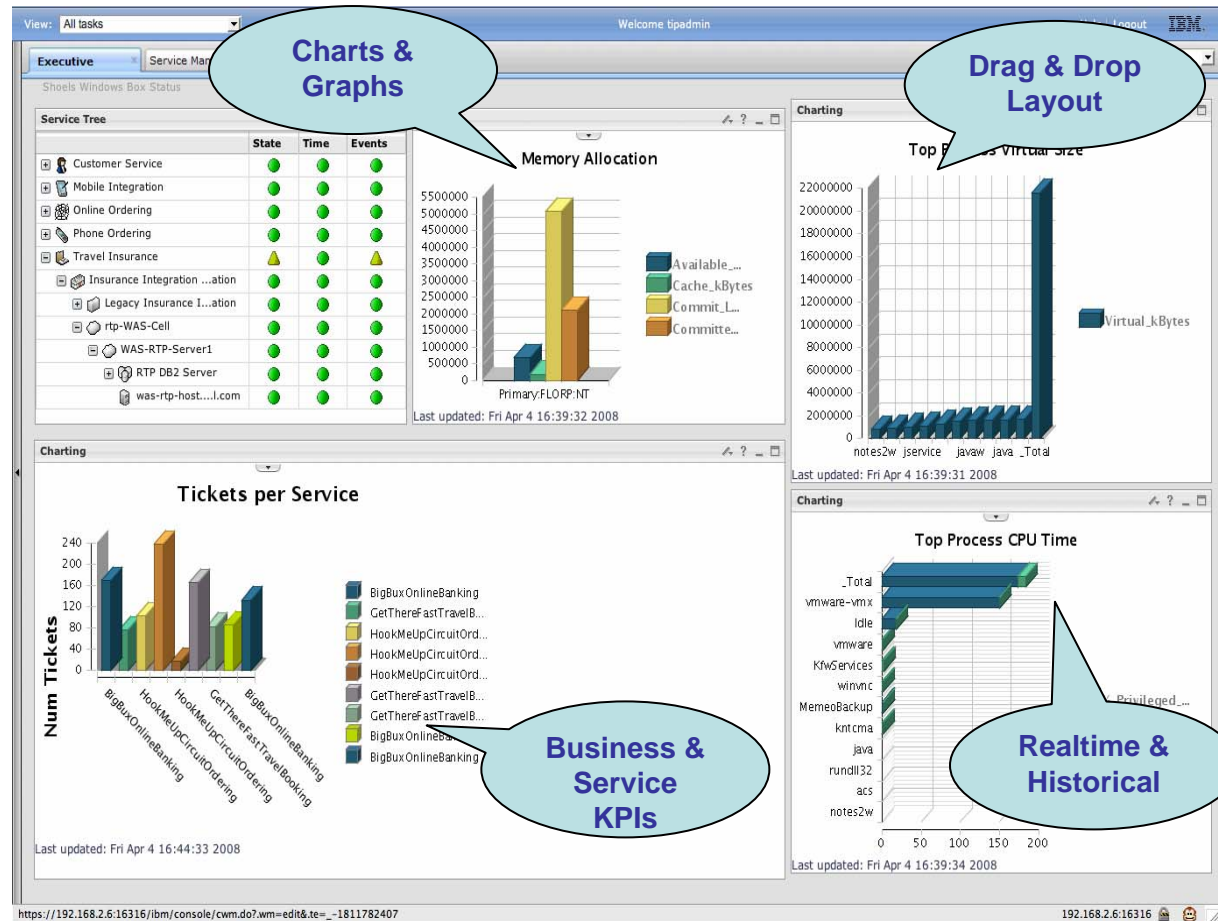 View: All tasks
Welcome tipadmin
Logout
IBM.
Executive
Service Man
Shoels Windows Box Status
Charts &
Graphs
Drag & Drop
Layout
Service Tree
State Time Events
Customer Service
Mobile Integration
Online Ordering
Phone Ordering
Travel Insurance
Insurance Integration ...ation
Legacy Insurance I...ation
rtp-WAS-Cell
WAS-RTP-Server1
RTP DB2 Server
was-rtp-host....l.com
Memory Allocation
5500000
5000000
4500000
4000000
3500000
3000000
2500000
2000000
1500000
1000000
500000
0
Primary:FLORP:NT
Available_...
Cache_kBytes
Commit_L...
Committe...
Last updated: Fri Apr 4 16:39:32 2008
Charting
Top Process Virtual Size
22000000
20000000
18000000
16000000
14000000
12000000
10000000
8000000
6000000
4000000
2000000
0
notes2w jservice javaw java _Total
Virtual_kBytes
Last updated: Fri Apr 4 16:39:31 2008
Charting
Tickets per Service
Num Tickets
240
200
160
120
80
40
0
BigBuxOnlineBanking
HookMeUpCircuitOrdering
HookMeUpCircuitOrdering
GetThereFastTravelBooking
BigBuxOnlineBanking
BigBuxOnlineBanking
GetThereFastTravelB...
HookMeUpCircuitOrd...
HookMeUpCircuitOrd...
HookMeUpCircuitOrd...
GetThereFastTravelB...
GetThereFastTravelB...
BigBuxOnlineBa
BigBuxOnlineBanking
Business &
Service
KPIs
Last updated: Fri Apr 4 16:44:33 2008
Charting
Top Process CPU Time
_Total
vmware-vmx
Idle
vmware
KfwServices
winvnc
MemeoBackup
kntcma
java
rundll32
acs
notes2w
0 50 100 150 200
Privileged_...
Realtime &
Historical
Last updated: Fri Apr 4 16:39:34 2008
https://192.168.2.6:16316/ibm/console/cwm.do?.wm=edit&.te=_-1811782407
192.168.2.6:16316